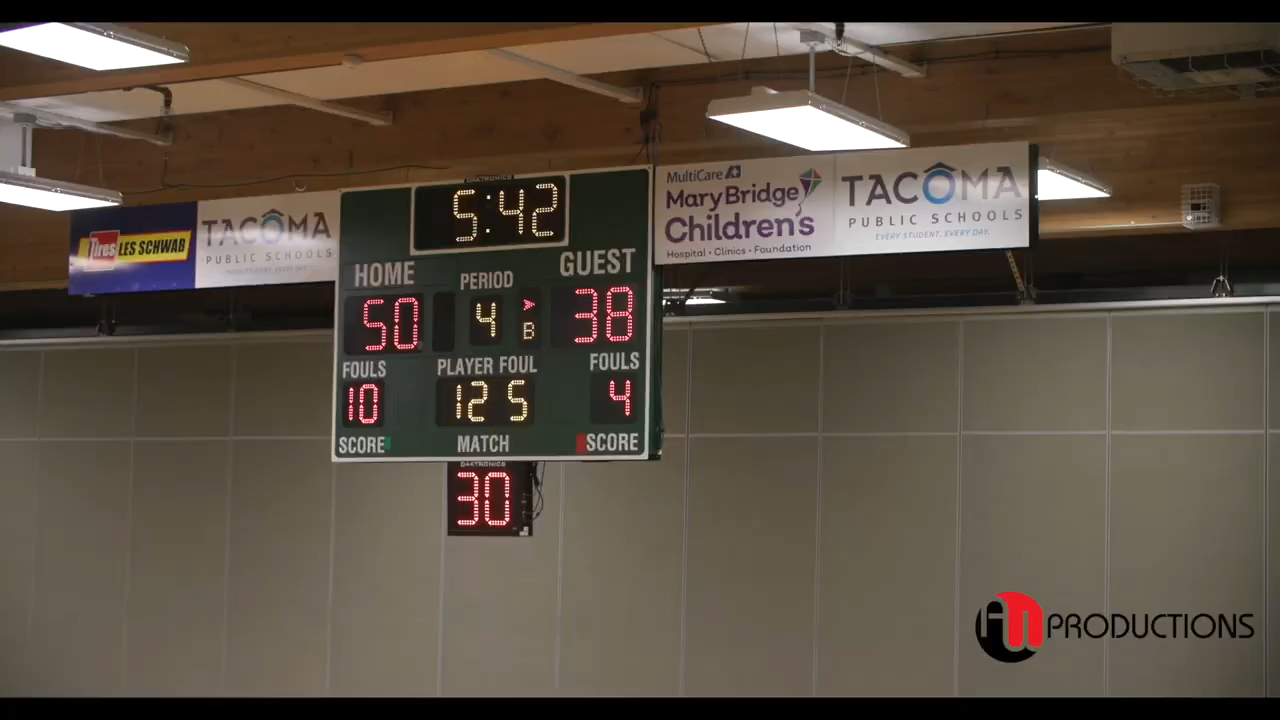 DAKTRONICS
5:42
HOME
PERIOD
GUEST
50
4
B
38
FOULS
PLAYER FOUL
FOULS
10
12 5
4
SCORE
MATCH
SCORE
DAKTRONICS
30
Tires LES SCHWAB
TACOMA
PUBLIC SCHOOLS
MultiCare
Mary Bridge
Children's
Hospital • Clinics • Foundation
TACOMA
PUBLIC SCHOOLS
EVERY STUDENT. EVERY DAY.
PRODUCTIONS